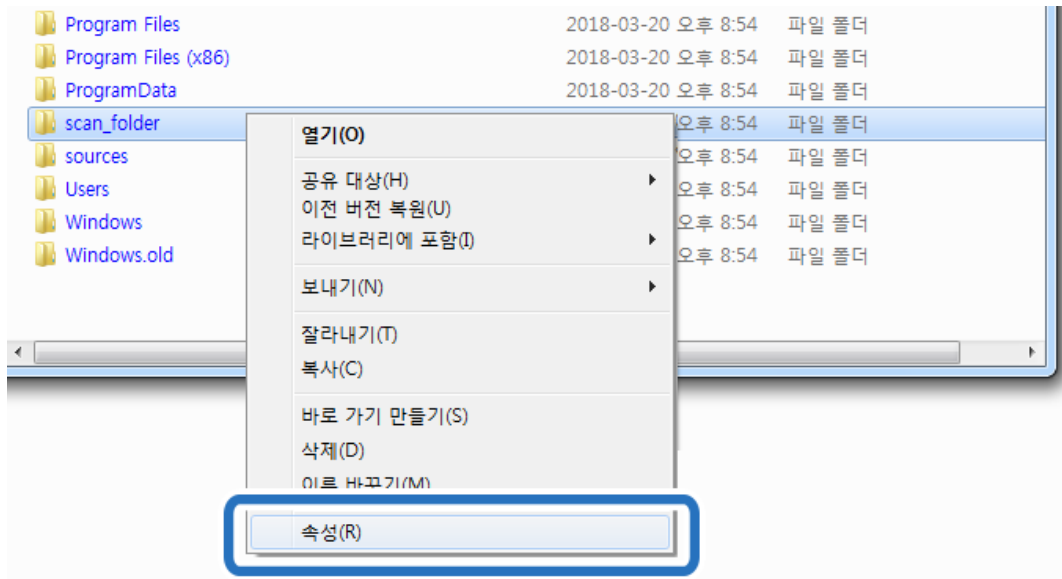 Program Files 2018-03-20 오후 8:54 파일 폴더
Program Files (x86) 2018-03-20 오후 8:54 파일 폴더
ProgramData 2018-03-20 오후 8:54 파일 폴더
scan_folder 오후 8:54 파일 폴더
sources 오후 8:54 파일 폴더
Users 오후 8:54 파일 폴더
Windows 오후 8:54 파일 폴더
Windows.old 오후 8:54 파일 폴더
열기(O)
공유 대상(H)
이전 버전 복원(U)
라이브러리에 포함(I)
보내기(N)
잘라내기(T)
복사(C)
바로 가기 만들기(S)
삭제(D)
이름 바꾸기(M)
속성(R)